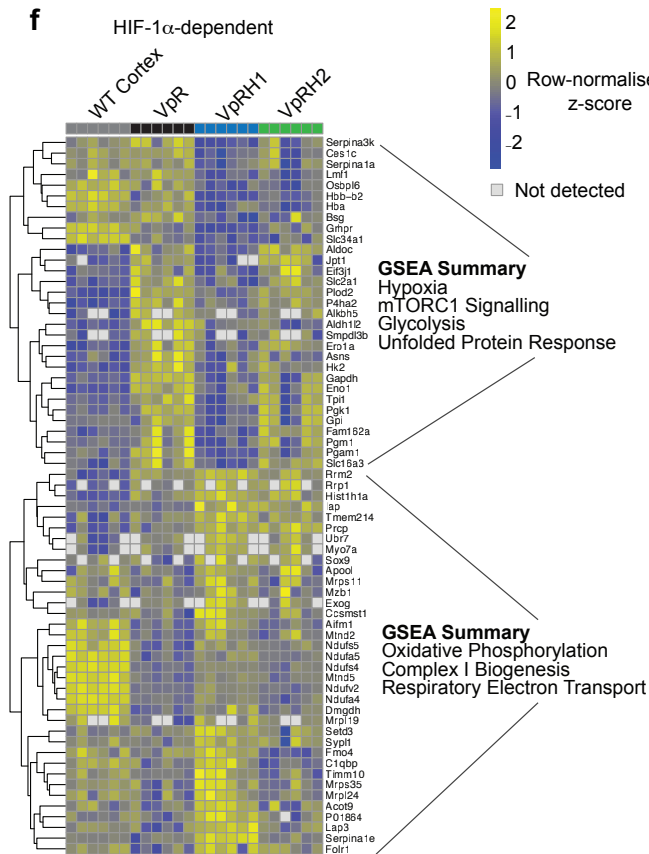 f
HIF-1α-dependent
WT Cortex
VpR
VpRH1
VpRH2
2
1
0
-1
-2
Row-normalise
z-score
Not detected
Serpina3k
Ces1c
Serpina1a
Lmf1
Osbpl6
Hbb-b2
Hba
Bsg
Gmpr
Slc34a1
Aldoc
Jpt1
Eif3j1
Slc2a1
Plod2
P4ha2
Alkbh5
Aldh1l2
Smpdl3b
Ero1a
Asns
Hk2
Gapdh
Eno1
Tpi1
Pgk1
Gpi
Fam162a
Pgm1
Pgam1
Slc16a3
Rrm2
Rrp1
Hist1h1a
Iap
Tmem214
Prcp
Ubr7
Myo7a
Sox9
Apool
Mrps11
Mzb1
Exog
Ccsmst1
Aifm1
Mtnd2
Ndufs5
Ndufa5
Ndufs4
Mtnd5
Ndufv2
Ndufa4
Dmgdh
Mrpl19
Setd3
Sypl1
Fmo4
C1qbp
Timm10
Mrps35
Mrpl24
Acot9
P01864
Lap3
Serpina1e
Folr1
GSEA Summary
Hypoxia
mTORC1 Signalling
Glycolysis
Unfolded Protein Response
GSEA Summary
Oxidative Phosphorylation
Complex I Biogenesis
Respiratory Electron Transport